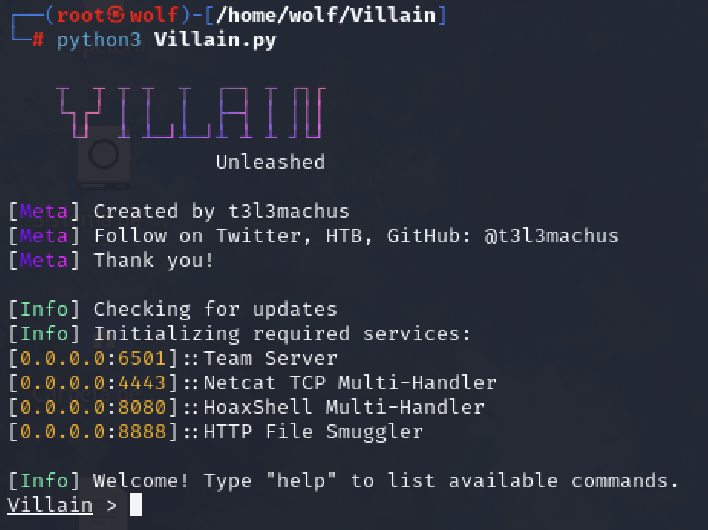 ┌──(root㉿wolf)-[/home/wolf/Villain]
└─# python3 Villain.py
VILLAIN
Unleashed
[Meta] Created by t3l3machus
[Meta] Follow on Twitter, HTB, GitHub: @t3l3machus
[Meta] Thank you!
[Info] Checking for updates
[Info] Initializing required services:
[0.0.0.0:6501]::Team Server
[0.0.0.0:4443]::Netcat TCP Multi-Handler
[0.0.0.0:8080]::HoaxShell Multi-Handler
[0.0.0.0:8888]::HTTP File Smuggler
[Info] Welcome! Type "help" to list available commands.
Villain >